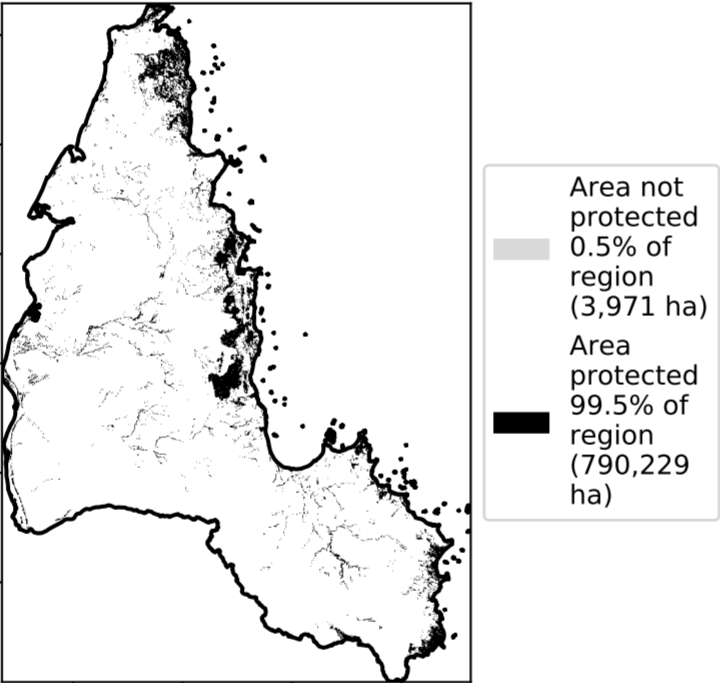 Area not
protected
0.5% of
region
(3,971 ha)
Area
protected
99.5% of
region
(790,229
ha)